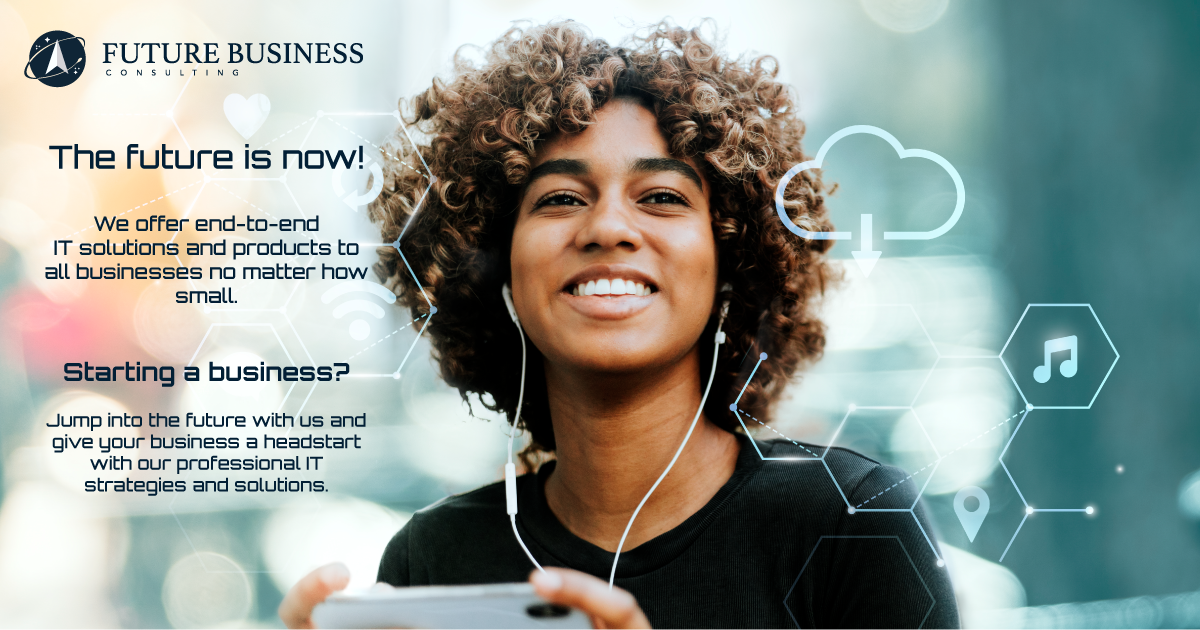 FUTURE BUSINESS
CONSULTING
The future is now!
We offer end-to-end
IT solutions and products to
all businesses no matter how
small.
Starting a business?
Jump into the future with us and
give your business a headstart
with our professional IT
strategies and solutions.